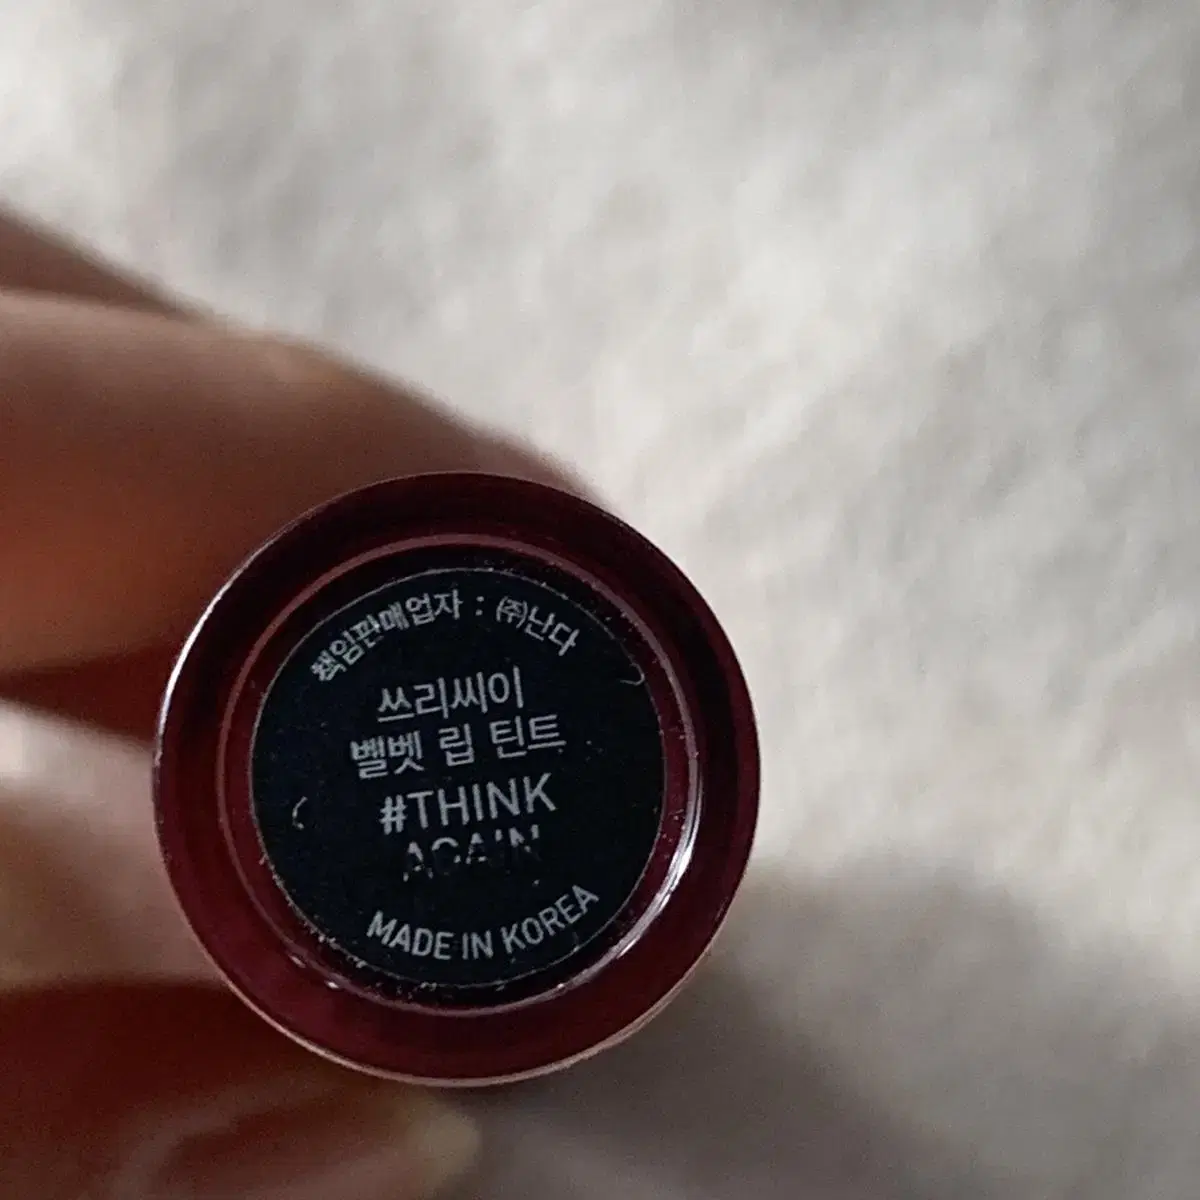 책임판매업자 : ㈜난다
쓰리씨이
벨벳 립 틴트
#THINK
AGAIN
MADE IN KOREA